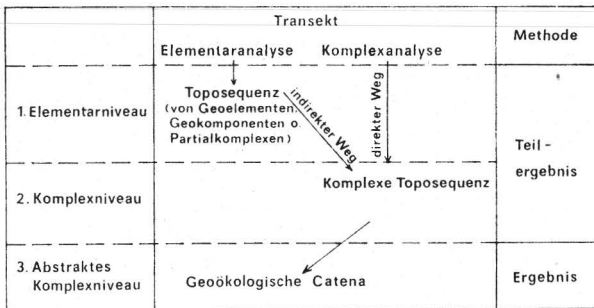 Transekt
Elementaranalyse Komplexanalyse
Methode
1. Elementarniveau
Toposequenz
(von Geoelementen,
Geokomponenten o.
Partialkomplexen)
indirekter Weg
direkter Weg
Teil-
ergebnis
2. Komplexniveau
Komplexe Toposequenz
3. Abstraktes
Komplexniveau
Geoökologische Catena
Ergebnis